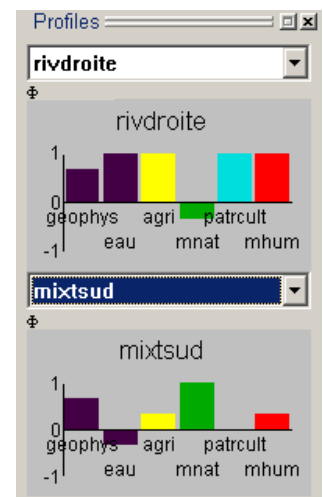 Profiles
rivdroite
Φ
rivdroite
1
0
geophys agri patrcult
eau mnat mhum
-1
mixtsud
Φ
mixtsud
1
0
geophys agri patrcult
eau mnat mhum
-1